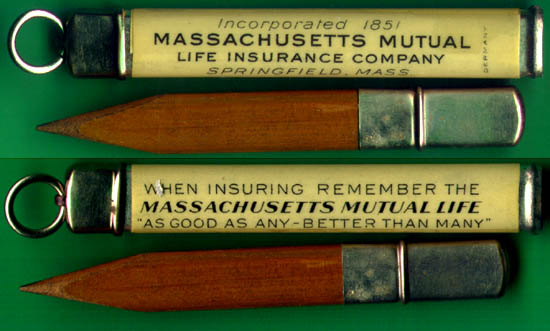 Incorporated 1851
MASSACHUSETTS MUTUAL
LIFE INSURANCE COMPANY
SPRINGFIELD, MASS.
GERMANY
WHEN INSURING REMEMBER THE
MASSACHUSETTS MUTUAL LIFE
"AS GOOD AS ANY-BETTER THAN MANY"